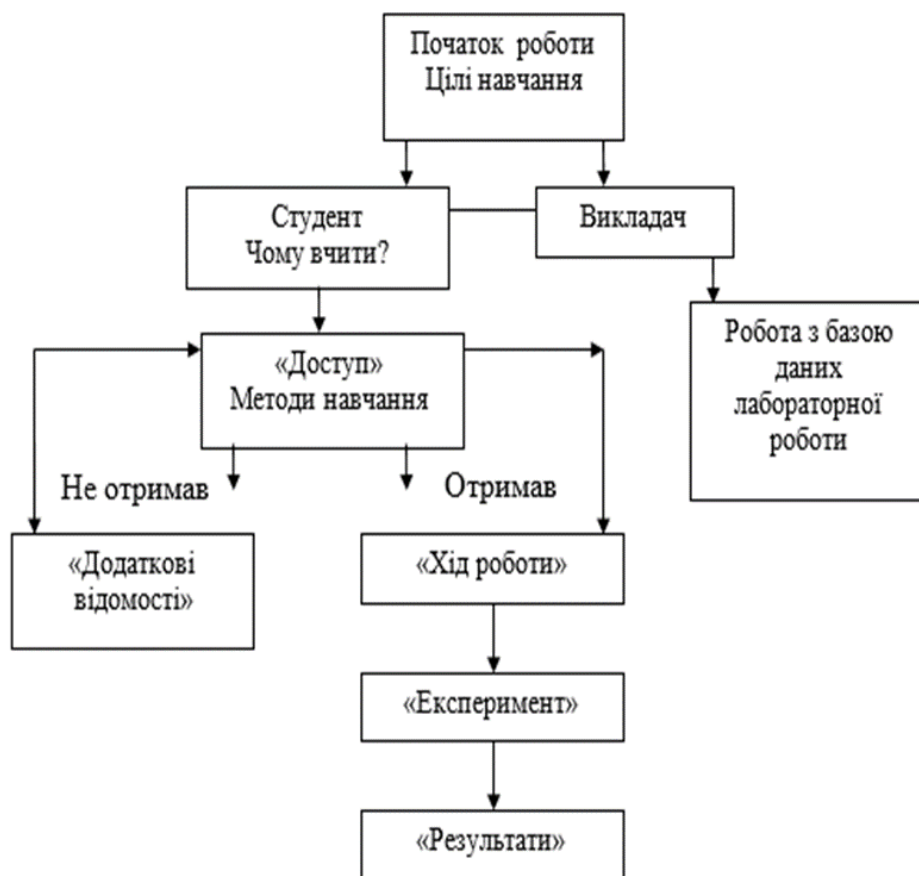 Початок роботи
Цілі навчання
Студент
Чому вчити?
Викладач
«Доступ»
Методи навчання
Робота з базою
даних
лабораторної
роботи
Не отримав
Отримав
«Додаткові
відомості»
«Хід роботи»
«Експеримент»
«Результати»